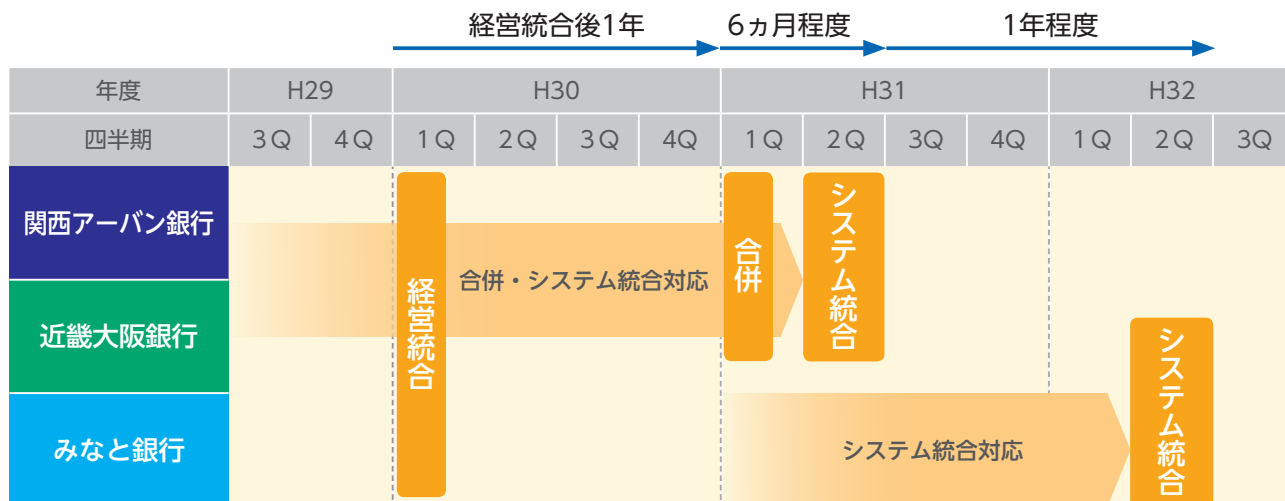 経営統合後1年 6ヵ月程度 1年程度
年度 H29 H30 H31 H32
四半期 3Q 4Q 1Q 2Q 3Q 4Q 1Q 2Q 3Q 4Q 1Q 2Q 3Q
関西アーバン銀行
近畿大阪銀行
みなと銀行
経営統合
合併・システム統合対応
合併
システム統合
システム統合対応
システム統合